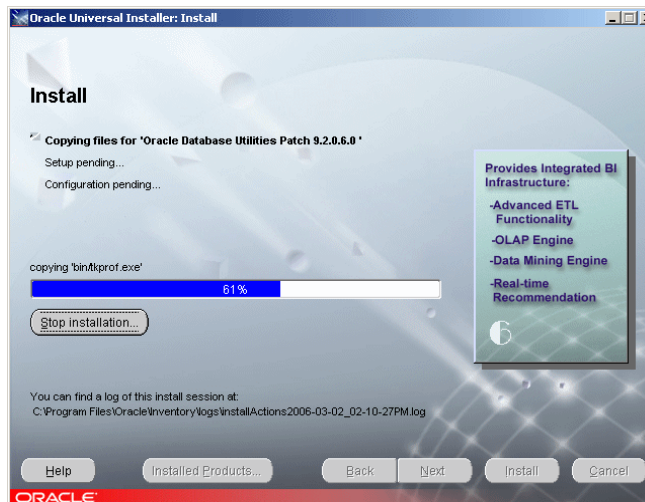 Oracle Universal Installer: Install
Install
Copying files for 'Oracle Database Utilities Patch 9.2.0.6.0 '
Setup pending...
Configuration pending...
copying 'bin/tkprof.exe'
61%
Stop installation...
Provides Integrated BI
Infrastructure:
-Advanced ETL
Functionality
-OLAP Engine
-Data Mining Engine
-Real-time
Recommendation
6
You can find a log of this install session at:
C:\Program Files\Oracle\Inventory\logs\installActions2006-03-02_02-10-27PM.log
Help
Installed Products...
Back
Next
Install
Cancel
ORACLE